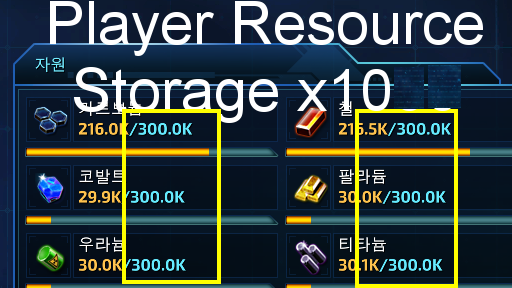 Player Resource
Storage x10
자원
216.0K/300.0K
철
216.5K/300.0K
코발트
29.9K/300.0K
팔라듐
30.0K/300.0K
우라늄
30.0K/300.0K
티타늄
30.1K/300.0K